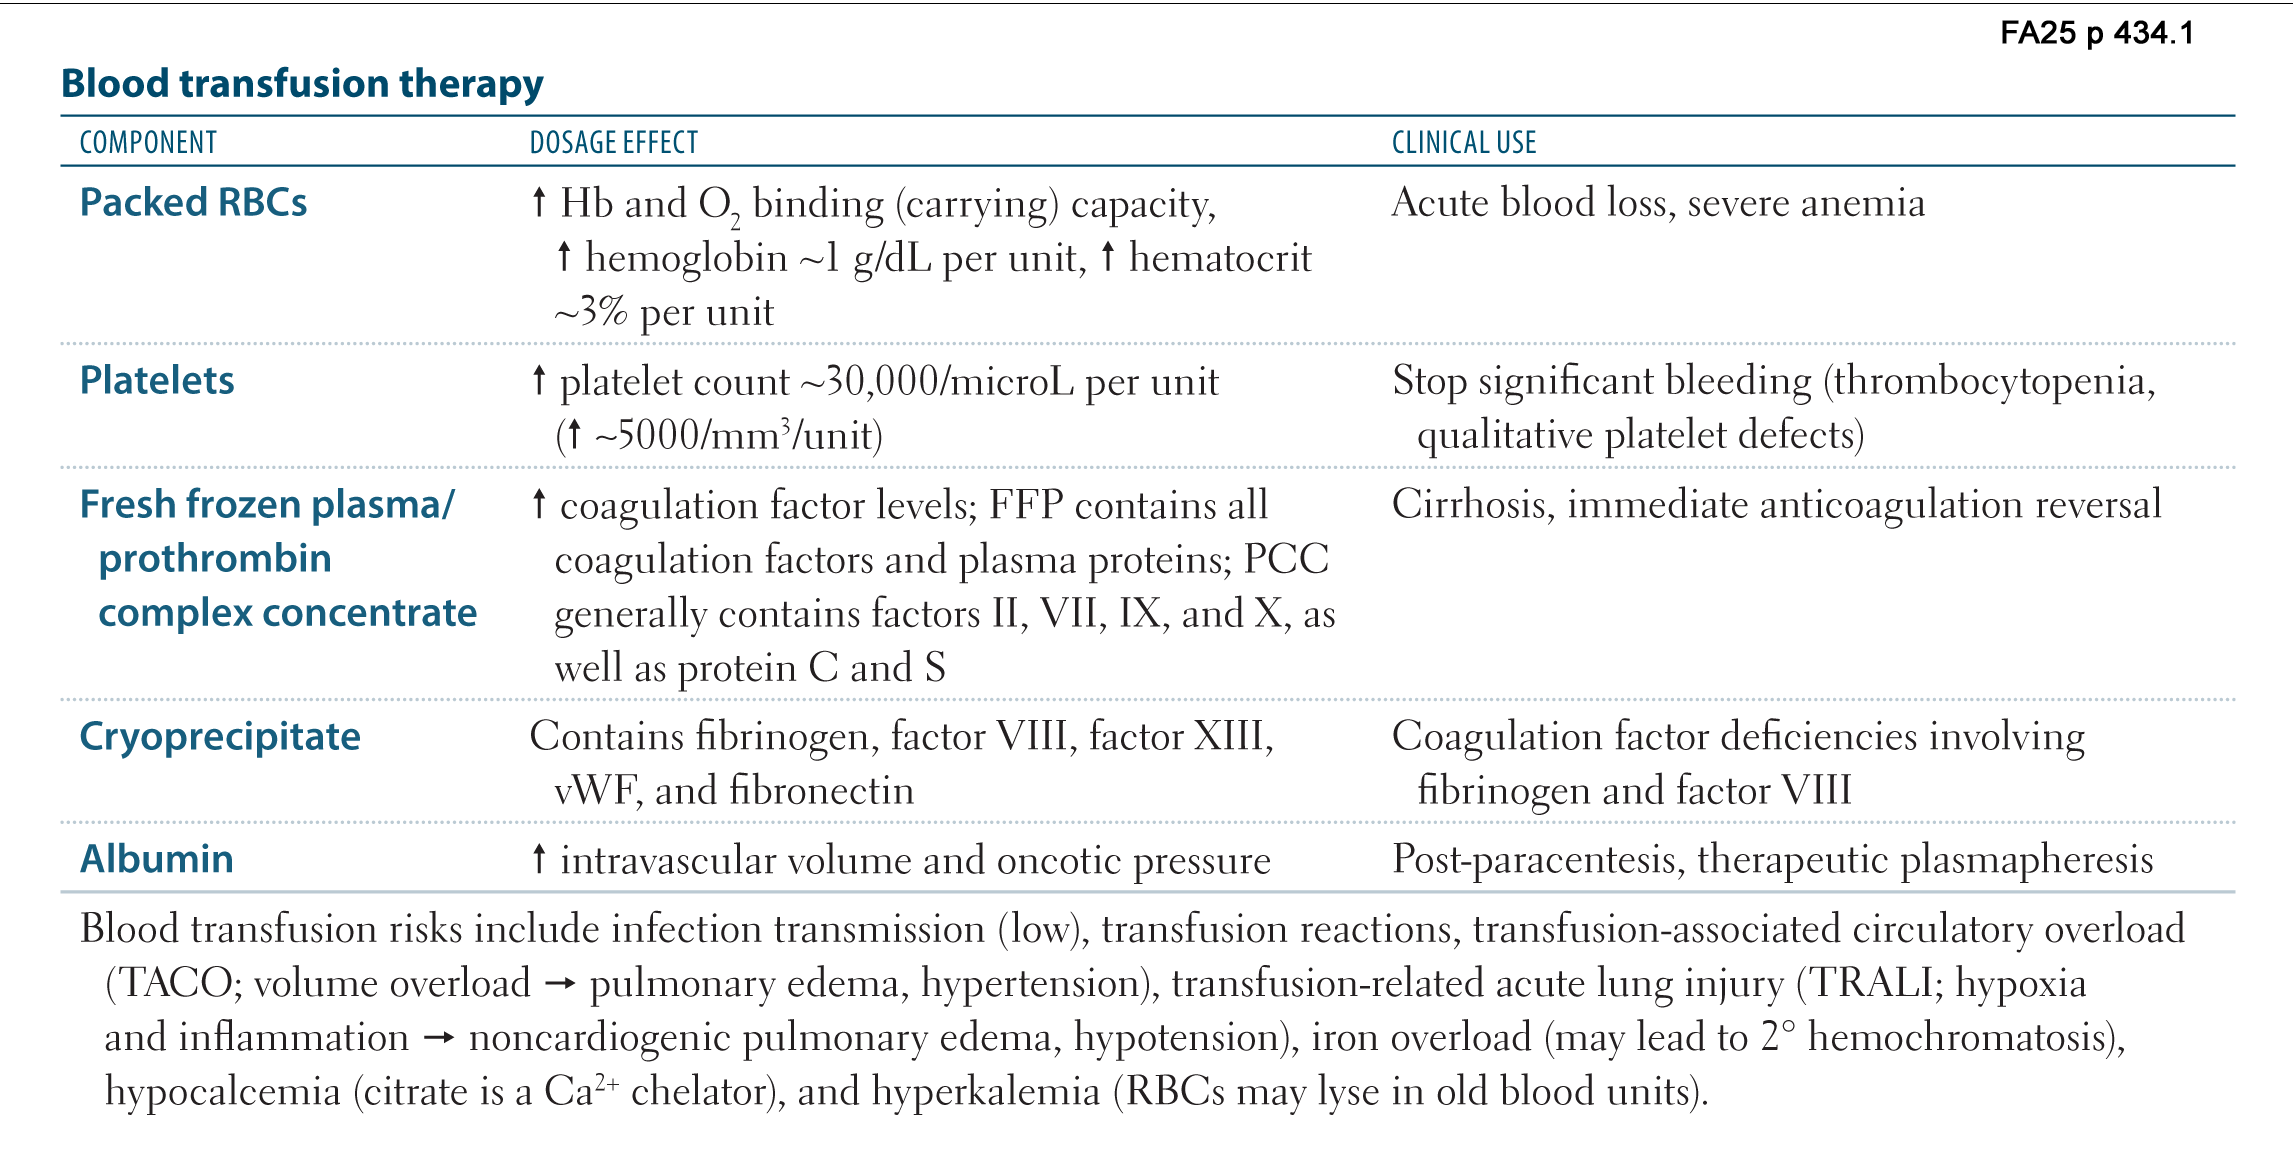 FA25 p 434.1
Blood transfusion therapy
COMPONENT DOSAGE EFFECT CLINICAL USE
Packed RBCs ↑ Hb and O₂ binding (carrying) capacity, Acute blood loss, severe anemia
↑ hemoglobin ~1 g/dL per unit, ↑ hematocrit
~3% per unit
Platelets ↑ platelet count ~30,000/microL per unit Stop significant bleeding (thrombocytopenia,
(↑ ~5000/mm³/unit) qualitative platelet defects)
Fresh frozen plasma/ ↑ coagulation factor levels; FFP contains all Cirrhosis, immediate anticoagulation reversal
prothrombin coagulation factors and plasma proteins; PCC
complex concentrate generally contains factors II, VII, IX, and X, as
well as protein C and S
Cryoprecipitate Contains fibrinogen, factor VIII, factor XIII, Coagulation factor deficiencies involving
vWF, and fibronectin fibrinogen and factor VIII
Albumin ↑ intravascular volume and oncotic pressure Post-paracentesis, therapeutic plasmapheresis
Blood transfusion risks include infection transmission (low), transfusion reactions, transfusion-associated circulatory overload
(TACO; volume overload → pulmonary edema, hypertension), transfusion-related acute lung injury (TRALI; hypoxia
and inflammation → noncardiogenic pulmonary edema, hypotension), iron overload (may lead to 2° hemochromatosis),
hypocalcemia (citrate is a Ca²⁺ chelator), and hyperkalemia (RBCs may lyse in old blood units).